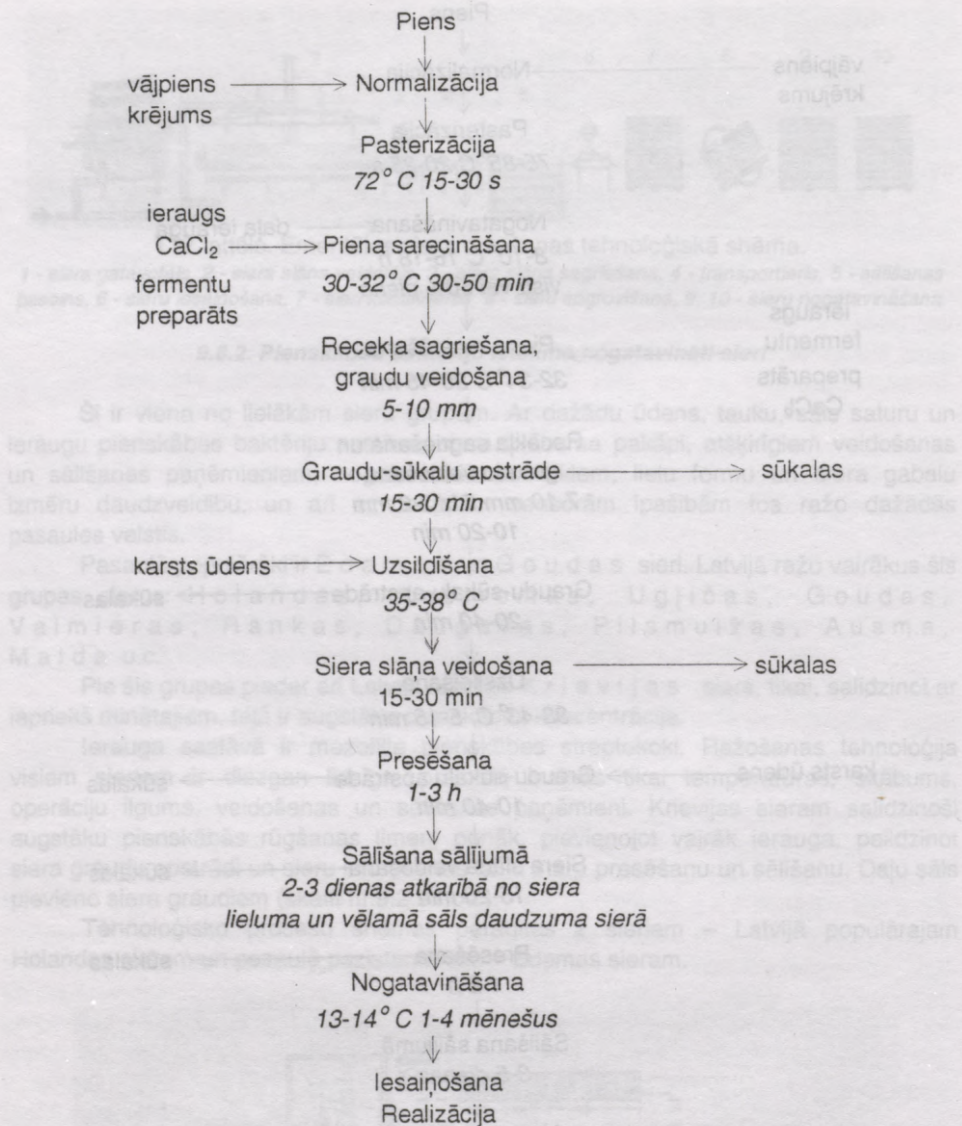 Piens
vājpiens
krējums
Normalizācija
Pasterizācija
72° C 15-30 s
ieraugs
CaCl₂
fermentu
preparāts
Piena sarecināšana
30-32° C 30-50 min
Recekļa sagriešana,
graudu veidošana
5-10 mm
Graudu-sūkalu apstrāde
sūkalas
15-30 min
karsts ūdens
Uzsildīšana
35-38° C
Siera slāņa veidošana
sūkalas
15-30 min
Presēšana
1-3 h
Sālīšana sālījumā
2-3 dienas atkarībā no siera
lieluma un vēlamā sāls daudzuma sierā
Nogatavināšana
13-14° C 1-4 mēnešus
Iesaiņošana
Realizācija